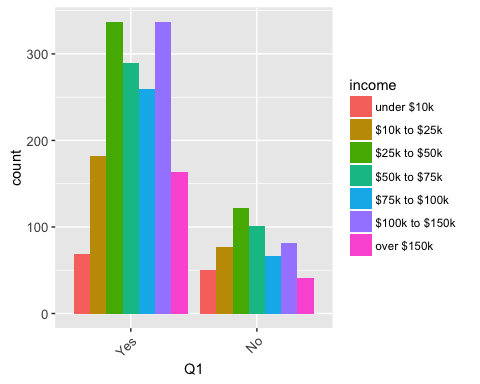 300
200
100
0
count
Yes
No
Q1
income
under $10k
$10k to $25k
$25k to $50k
$50k to $75k
$75k to $100k
$100k to $150k
over $150k